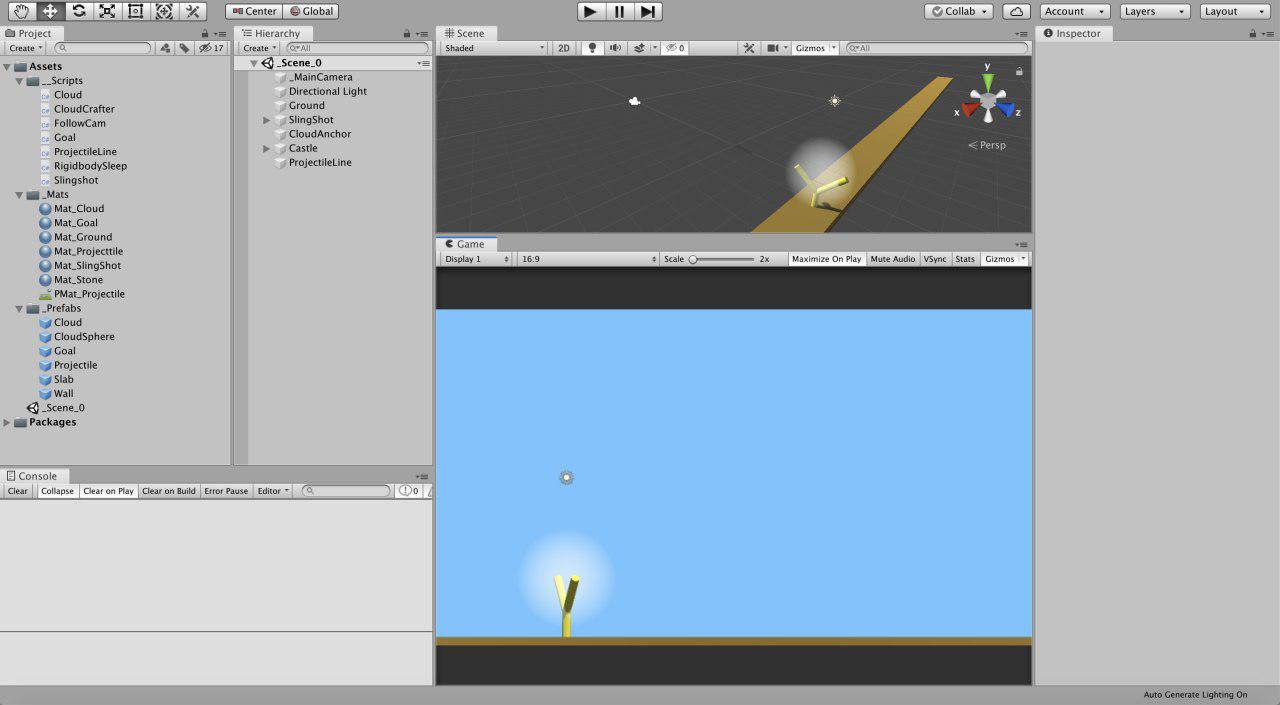 Center Global Collab Account Layers Layout
Project
Create 17
Assets
__Scripts
Cloud
CloudCrafter
FollowCam
Goal
ProjectileLine
RigidbodySleep
Slingshot
_Mats
Mat_Cloud
Mat_Goal
Mat_Ground
Mat_Projecttile
Mat_SlingShot
Mat_Stone
PMat_Projectile
_Prefabs
Cloud
CloudSphere
Goal
Projectile
Slab
Wall
_Scene_0
Packages
Hierarchy
Create All
_Scene_0
_MainCamera
Directional Light
Ground
SlingShot
CloudAnchor
Castle
ProjectileLine
Scene
Shaded 2D 0 Gizmos All
y
x z
Persp
Game
Display 1 16:9 Scale 2x Maximize On Play Mute Audio VSync Stats Gizmos
Inspector
Console
Clear Collapse Clear on Play Clear on Build Error Pause Editor 0
Auto Generate Lighting On